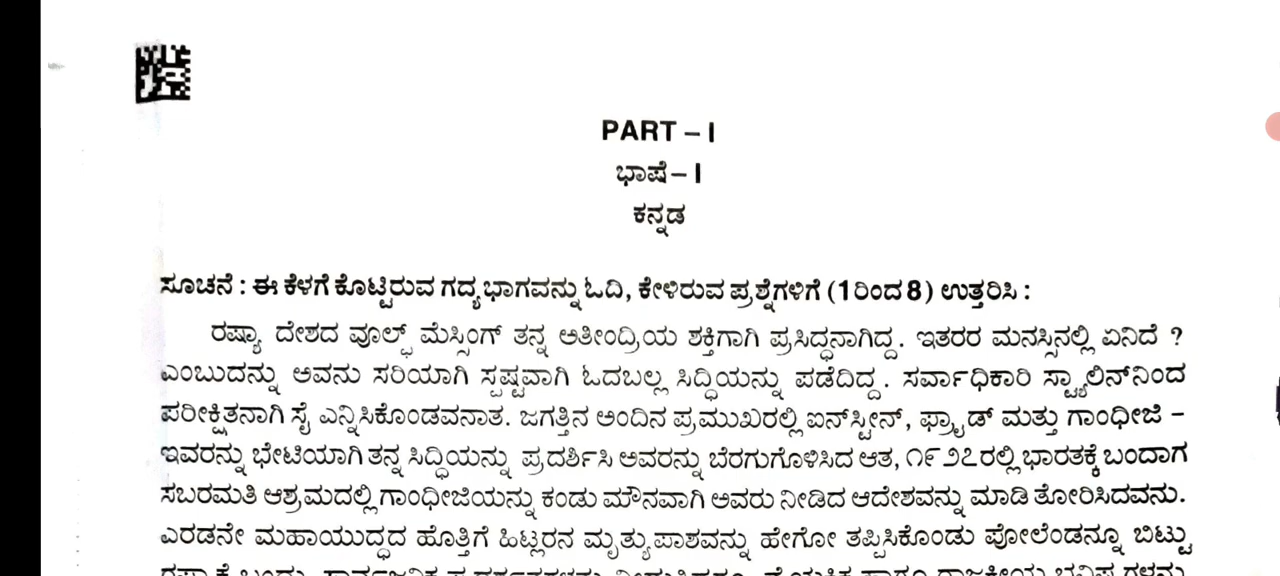 PART – I
ಭಾಷೆ – I
ಕನ್ನಡ
ಸೂಚನೆ : ಈ ಕೆಳಗೆ ಕೊಟ್ಟಿರುವ ಗದ್ಯಭಾಗವನ್ನು ಓದಿ, ಕೇಳಿರುವ ಪ್ರಶ್ನೆಗಳಿಗೆ (1 ರಿಂದ 8) ಉತ್ತರಿಸಿ :
ರಷ್ಯಾ ದೇಶದ ವೂಲ್ಫ್ ಮೆಸ್ಸಿಂಗ್ ತನ್ನ ಅತೀಂದ್ರಿಯ ಶಕ್ತಿಗಾಗಿ ಪ್ರಸಿದ್ಧನಾಗಿದ್ದ. ಇತರರ ಮನಸ್ಸಿನಲ್ಲಿ ಏನಿದೆ ?
ಎಂಬುದನ್ನು ಅವನು ಸರಿಯಾಗಿ ಸ್ಪಷ್ಟವಾಗಿ ಓದಬಲ್ಲ ಸಿದ್ಧಿಯನ್ನು ಪಡೆದಿದ್ದ. ಸರ್ವಾಧಿಕಾರಿ ಸ್ಟ್ಯಾಲಿನ್‌ನಿಂದ
ಪರೀಕ್ಷಿತನಾಗಿ ಸೈ ಎನ್ನಿಸಿಕೊಂಡವನಾತ. ಜಗತ್ತಿನ ಅಂದಿನ ಪ್ರಮುಖರಲ್ಲಿ ಐನ್‌ಸ್ಟೀನ್, ಫ್ರ್ಯಾಡ್ ಮತ್ತು ಗಾಂಧೀಜಿ –
ಇವರನ್ನು ಭೇಟಿಯಾಗಿ ತನ್ನ ಸಿದ್ಧಿಯನ್ನು ಪ್ರದರ್ಶಿಸಿ ಅವರನ್ನು ಬೆರಗುಗೊಳಿಸಿದ ಆತ, ೧೯೨೭ರಲ್ಲಿ ಭಾರತಕ್ಕೆ ಬಂದಾಗ
ಸಬರಮತಿ ಆಶ್ರಮದಲ್ಲಿ ಗಾಂಧೀಜಿಯನ್ನು ಕಂಡು ಮೌನವಾಗಿ ಅವರು ನೀಡಿದ ಆದೇಶವನ್ನು ಮಾಡಿ ತೋರಿಸಿದವನು.
ಎರಡನೇ ಮಹಾಯುದ್ಧದ ಹೊತ್ತಿಗೆ ಹಿಟ್ಲರನ ಮೃತ್ಯುಪಾಶವನ್ನು ಹೇಗೋ ತಪ್ಪಿಸಿಕೊಂಡು ಪೋಲೆಂಡನ್ನೂ ಬಿಟ್ಟು